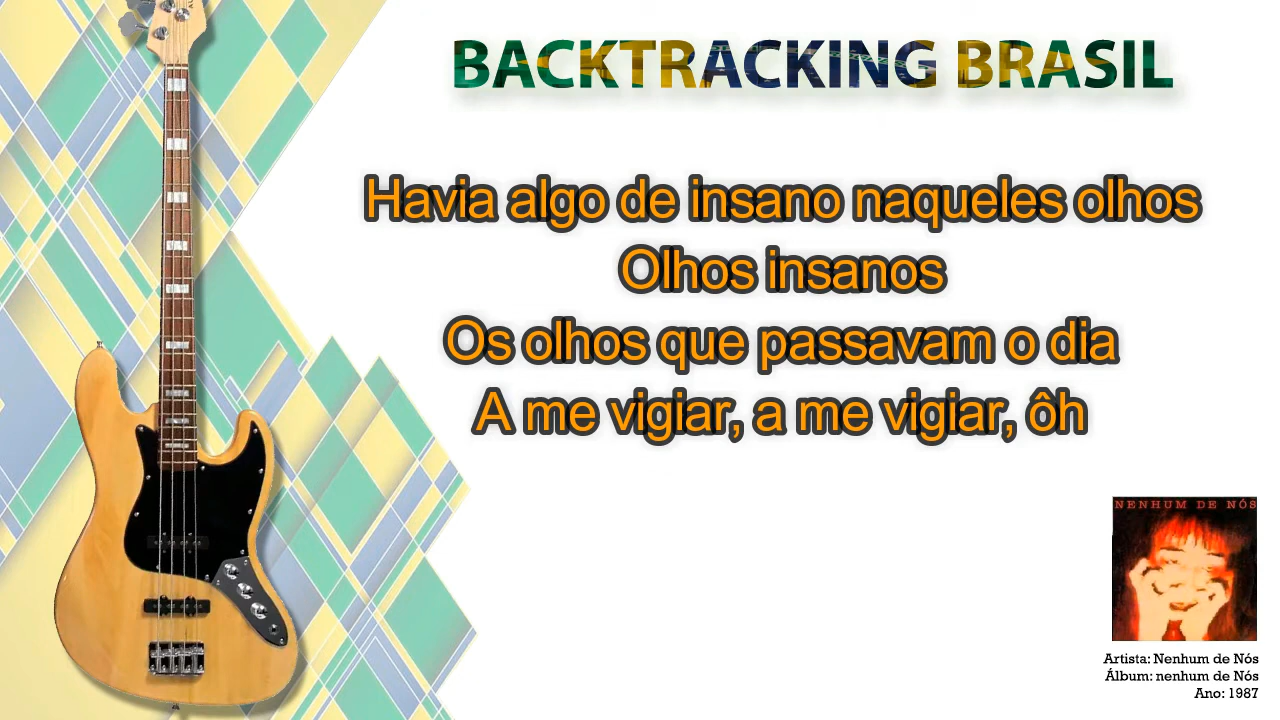 BACKTRACKING BRASIL
Havia algo de insano naqueles olhos
Olhos insanos
Os olhos que passavam o dia
A me vigiar, a me vigiar, ôh
NENHUM DE NÓS
Artista: Nenhum de Nós
Álbum: nenhum de Nós
Ano: 1987